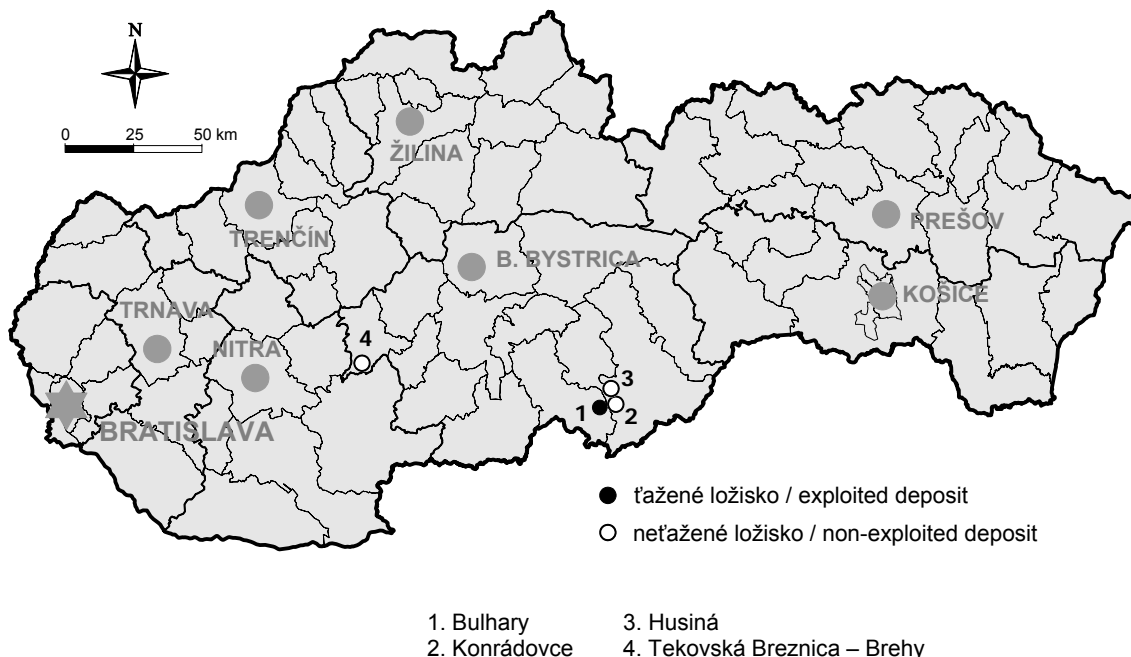 N
0 25 50 km
ŽILINA
TRENČÍN
PREŠOV
B. BYSTRICA
KOŠICE
TRNAVA
NITRA
4
3
1
2
BRATISLAVA
ťažené ložisko / exploited deposit
neťažené ložisko / non-exploited deposit
1. Bulhary 3. Husiná
2. Konrádovce 4. Tekovská Breznica – Brehy